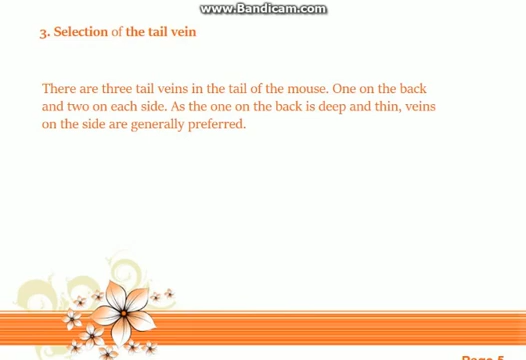 www.Bandicam.com
3. Selection of the tail vein
There are three tail veins in the tail of the mouse. One on the back
and two on each side. As the one on the back is deep and thin, veins
on the side are generally preferred.
Page 5